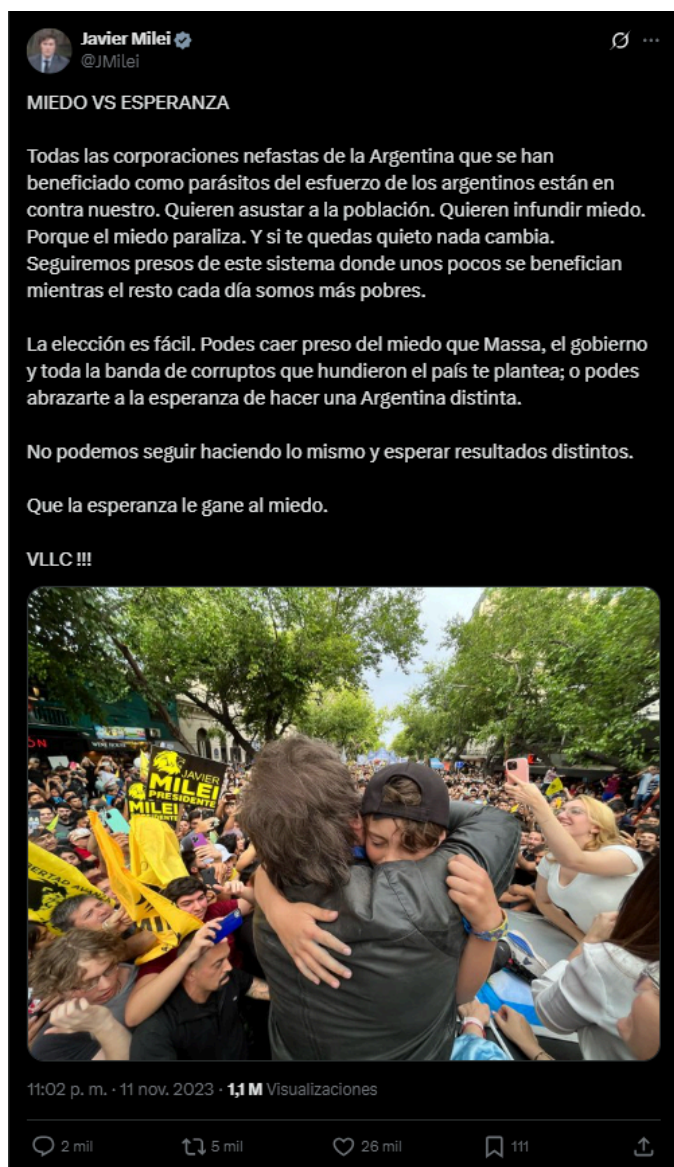 Javier Milei
@JMilei
MIEDO VS ESPERANZA
Todas las corporaciones nefastas de la Argentina que se han
beneficiado como parásitos del esfuerzo de los argentinos están en
contra nuestro. Quieren asustar a la población. Quieren infundir miedo.
Porque el miedo paraliza. Y si te quedas quieto nada cambia.
Seguiremos presos de este sistema donde unos pocos se benefician
mientras el resto cada día somos más pobres.
La elección es fácil. Podes caer preso del miedo que Massa, el gobierno
y toda la banda de corruptos que hundieron el país te plantea; o podes
abrazarte a la esperanza de hacer una Argentina distinta.
No podemos seguir haciendo lo mismo y esperar resultados distintos.
Que la esperanza le gane al miedo.
VLLC !!!
JAVIER
MILEI
PRESIDENTE
MILEI
11:02 p. m. · 11 nov. 2023 · 1,1 M Visualizaciones
2 mil
5 mil
26 mil
111